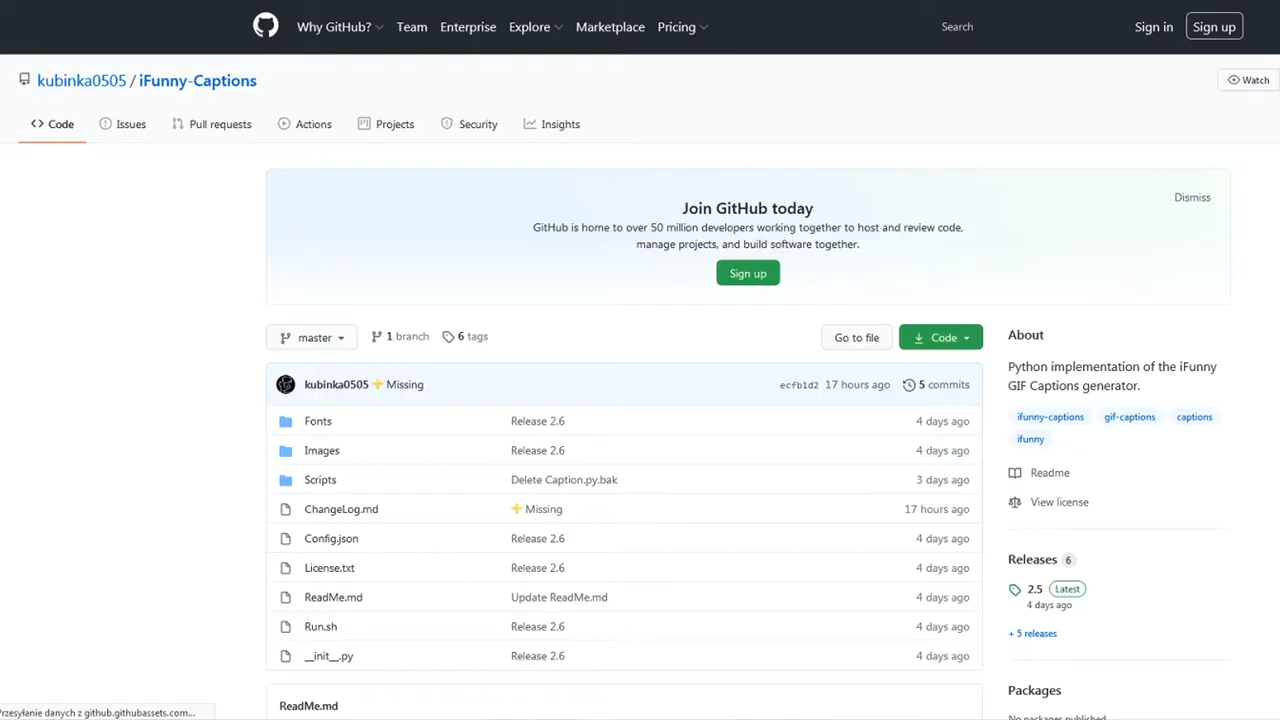 Why GitHub? Team Enterprise Explore Marketplace Pricing Search Sign in Sign up
kubinka0505 / iFunny-Captions Watch
Code Issues Pull requests Actions Projects Security Insights
Join GitHub today
Dismiss
GitHub is home to over 50 million developers working together to host and review code,
manage projects, and build software together.
Sign up
master 1 branch 6 tags Go to file Code
kubinka0505 Missing ecfb1d2 17 hours ago 5 commits
Fonts Release 2.6 4 days ago
Images Release 2.6 4 days ago
Scripts Delete Caption.py.bak 3 days ago
ChangeLog.md Missing 17 hours ago
Config.json Release 2.6 4 days ago
License.txt Release 2.6 4 days ago
ReadMe.md Update ReadMe.md 4 days ago
Run.sh Release 2.6 4 days ago
__init__.py Release 2.6 4 days ago
ReadMe.md
About
Python implementation of the iFunny
GIF Captions generator.
ifunny-captions gif-captions captions
ifunny
Readme
View license
Releases 6
2.5 Latest
4 days ago
+ 5 releases
Packages
No packages published
Przesyłanie danych z github.githubassets.com...